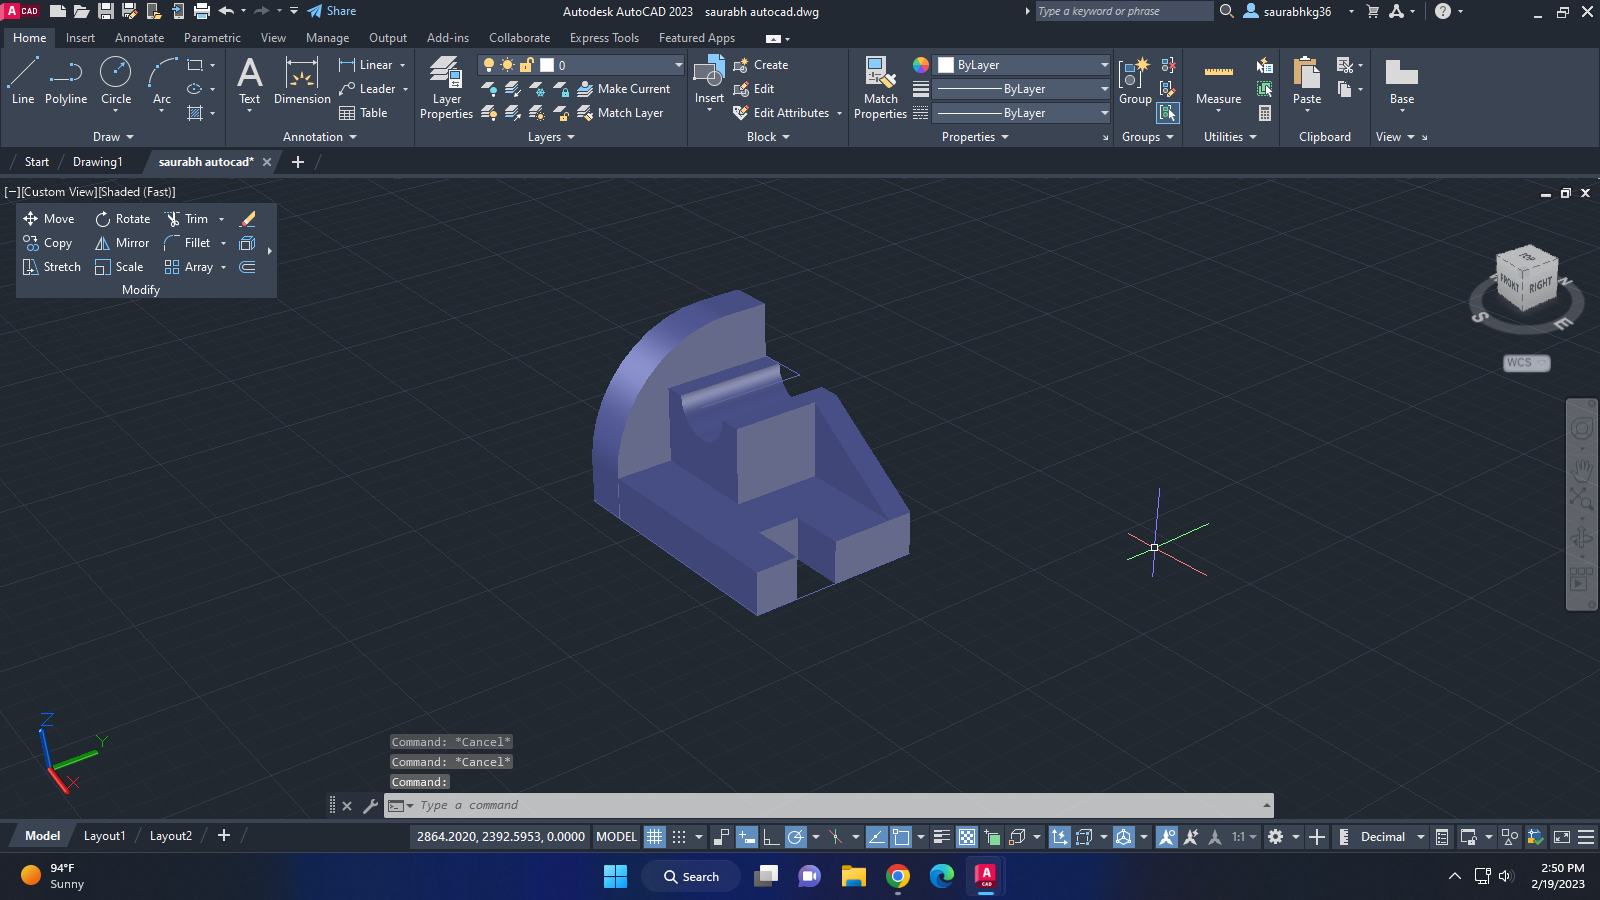 A CAD
Share
Autodesk AutoCAD 2023 saurabh autocad.dwg
Type a keyword or phrase
saurabhkg36
Home Insert Annotate Parametric View Manage Output Add-ins Collaborate Express Tools Featured Apps
Line Polyline Circle Arc
Draw
Text Dimension
Linear
Leader
Table
Annotation
Layer Properties
0
Make Current
Match Layer
Layers
Insert
Create
Edit
Edit Attributes
Block
Match Properties
ByLayer
ByLayer
ByLayer
Properties
Group
Groups
Measure
Utilities
Paste
Clipboard
Base
View
Start Drawing1 saurabh autocad*
[−][Custom View][Shaded (Fast)]
Move Rotate Trim
Copy Mirror Fillet
Stretch Scale Array
Modify
TOP
FRONT RIGHT
N
S
E
WCS
Z
Y
X
Command: *Cancel*
Command: *Cancel*
Command:
Type a command
Model Layout1 Layout2
2864.2020, 2392.5953, 0.0000 MODEL
1:1
Decimal
94°F
Sunny
Search
A CAD
2:50 PM
2/19/2023